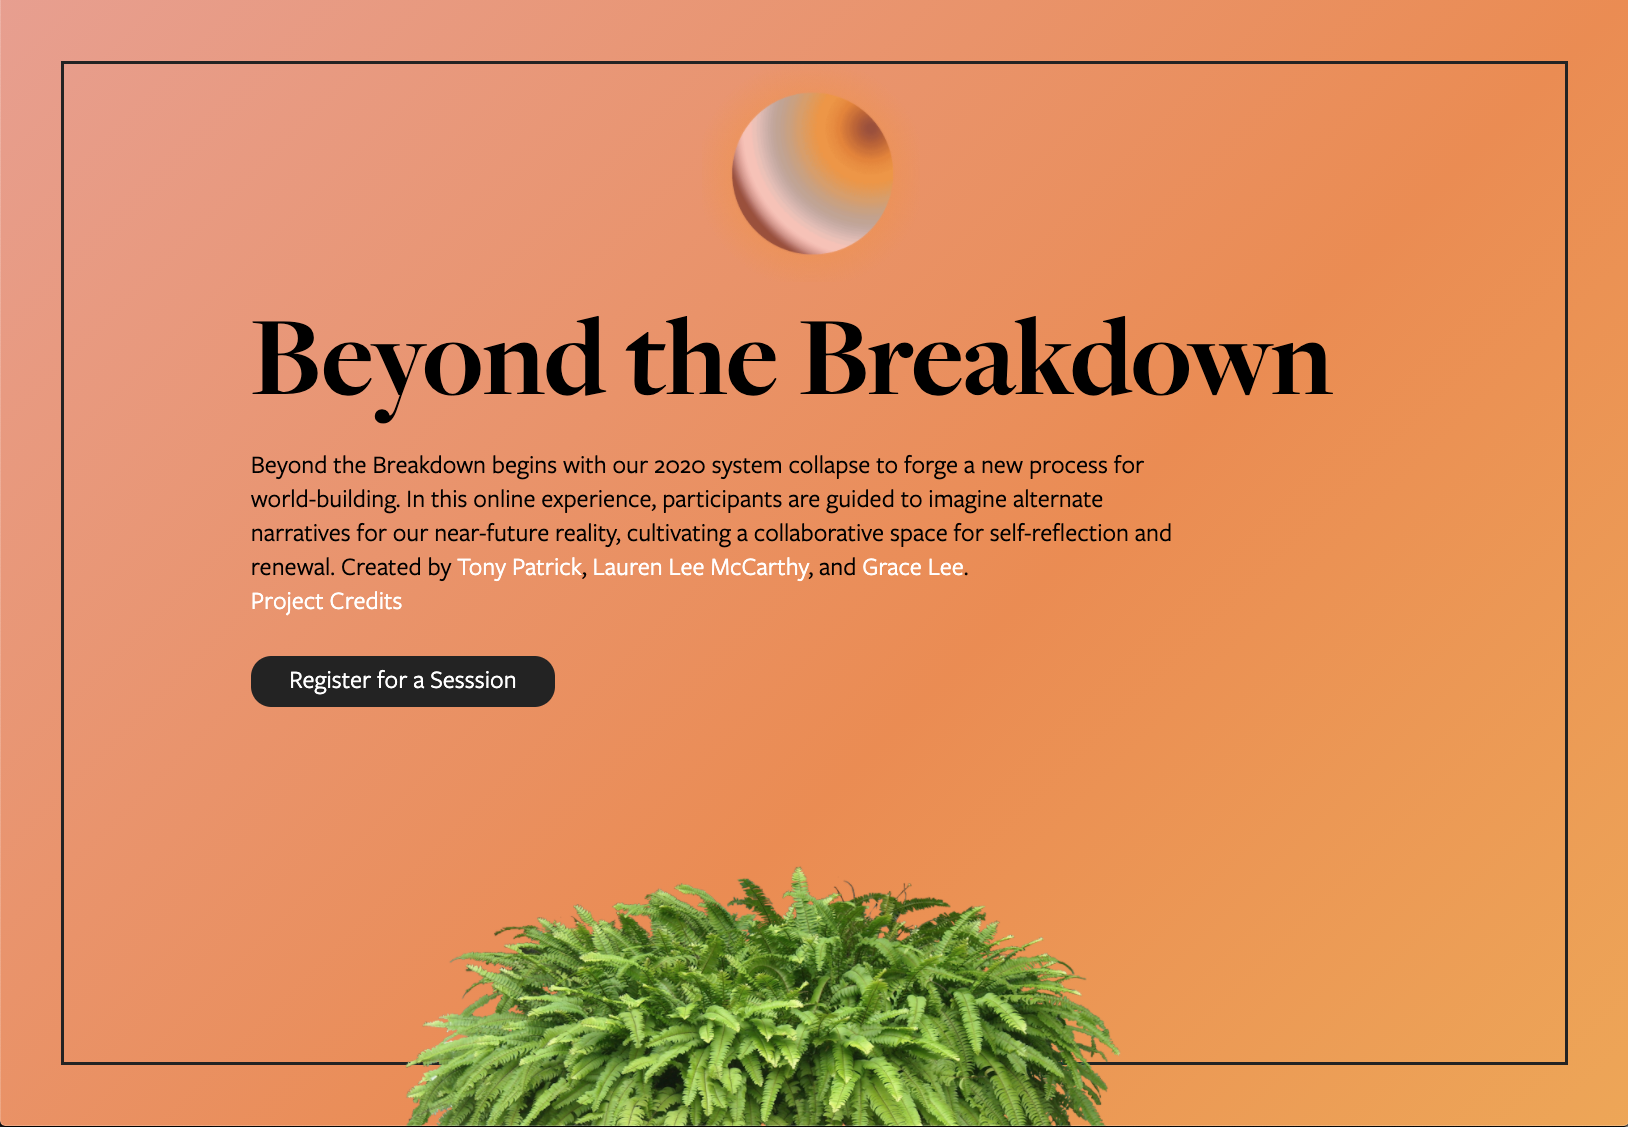 Beyond the Breakdown
Beyond the Breakdown begins with our 2020 system collapse to forge a new process for
world-building. In this online experience, participants are guided to imagine alternate
narratives for our near-future reality, cultivating a collaborative space for self-reflection and
renewal. Created by Tony Patrick, Lauren Lee McCarthy, and Grace Lee.
Project Credits
Register for a Sesssion